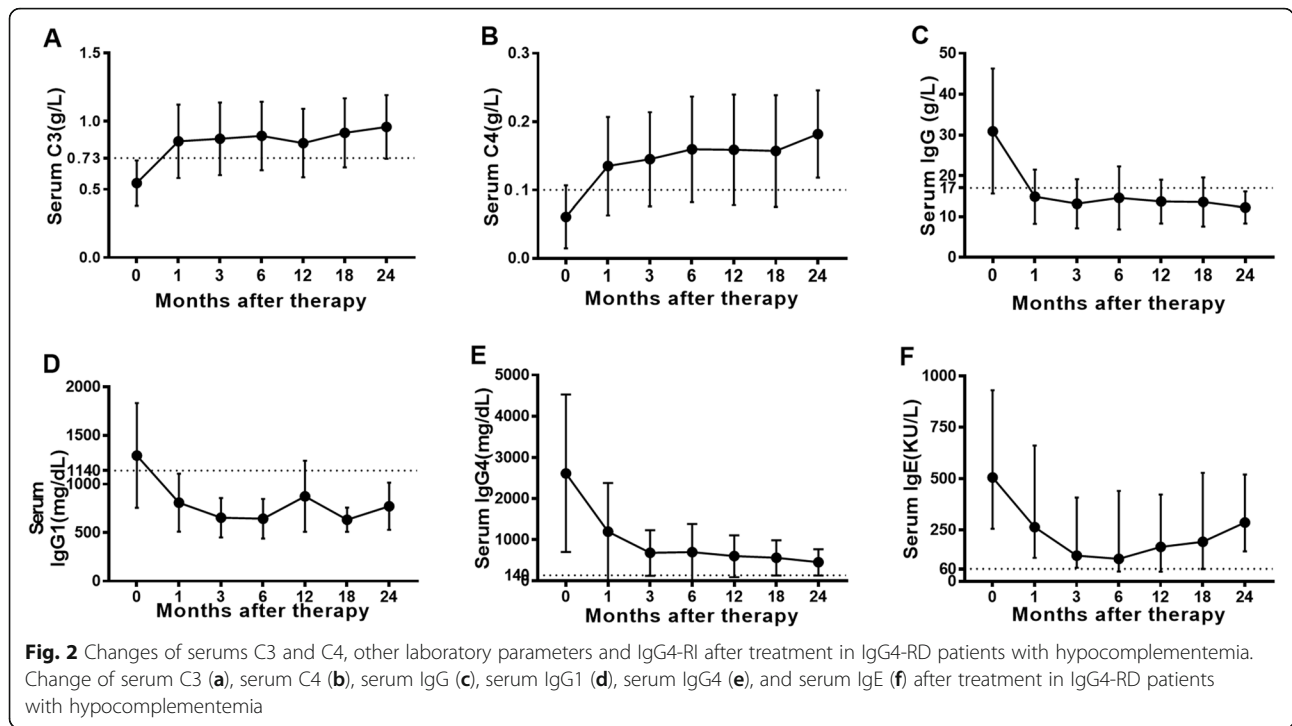 A
Serum C3(g/L)
1.5
1.0
0.73
0.5
0.0
0 1 3 6 12 18 24
Months after therapy
B
Serum C4(g/L)
0.3
0.2
0.1
0.0
0 1 3 6 12 18 24
Months after therapy
C
Serum IgG (g/L)
50
40
30
20
17
10
0
0 1 3 6 12 18 24
Months after therapy
D
Serum
IgG1(mg/dL)
2000
1500
1140
1000
500
0
0 1 3 6 12 18 24
Months after therapy
E
Serum IgG4(mg/dL)
5000
4000
3000
2000
1000
140
0
0 1 3 6 12 18 24
Months after therapy
F
Serum IgE(KU/L)
1000
750
500
250
60
0
0 1 3 6 12 18 24
Months after therapy
Fig. 2 Changes of serums C3 and C4, other laboratory parameters and IgG4-RI after treatment in IgG4-RD patients with hypocomplementemia.
Change of serum C3 (a), serum C4 (b), serum IgG (c), serum IgG1 (d), serum IgG4 (e), and serum IgE (f) after treatment in IgG4-RD patients
with hypocomplementemia